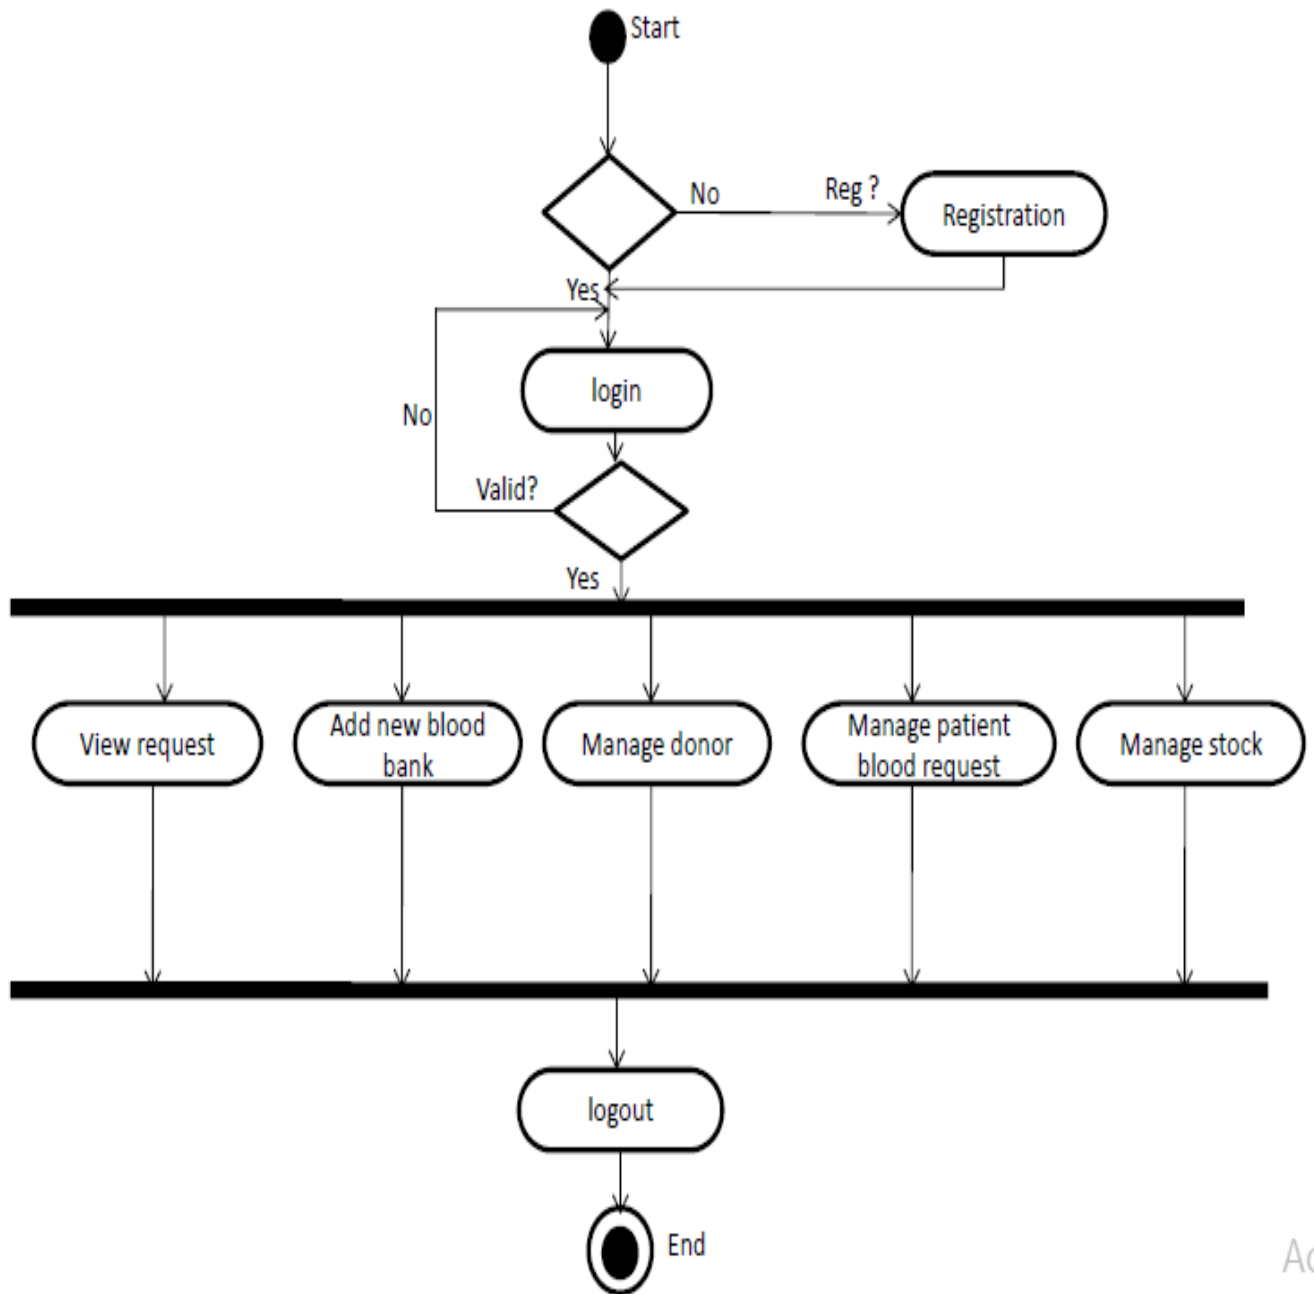 Start
No
Reg ?
Registration
Yes
login
No
Valid?
Yes
View request
Add new blood
bank
Manage donor
Manage patient
blood request
Manage stock
logout
End